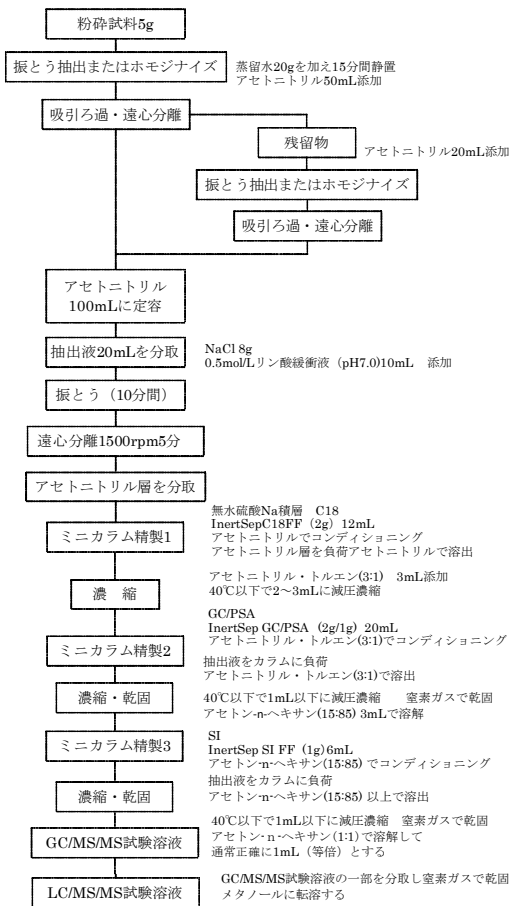 粉砕試料5g
振とう抽出またはホモジナイズ
蒸留水20gを加え15分間静置
アセトニトリル50mL添加
吸引ろ過・遠心分離
残留物
アセトニトリル20mL添加
振とう抽出またはホモジナイズ
吸引ろ過・遠心分離
アセトニトリル
100mLに定容
抽出液20mLを分取
NaCl 8g
0.5mol/Lリン酸緩衝液（pH7.0)10mL　添加
振とう（10分間）
遠心分離1500rpm5分
アセトニトリル層を分取
無水硫酸Na積層　C18
InertSepC18FF（2g）12mL
ミニカラム精製1
アセトニトリルでコンディショニング
アセトニトリル層を負荷アセトニトリルで溶出
アセトニトリル・トルエン(3:1)　3mL添加
濃　縮
40℃以下で2～3mLに減圧濃縮
GC/PSA
InertSep GC/PSA（2g/1g）20mL
アセトニトリル・トルエン(3:1)でコンディショニング
ミニカラム精製2
抽出液をカラムに負荷
アセトニトリル・トルエン(3:1)で溶出
濃縮・乾固
40℃以下で1mL以下に減圧濃縮　窒素ガスで乾固
アセトン-n-ヘキサン(15:85) 3mLで溶解
SI
ミニカラム精製3
InertSep SI FF（1g)6mL
アセトン-n-ヘキサン(15:85) でコンディショニング
抽出液をカラムに負荷
濃縮・乾固
アセトン-n-ヘキサン(15:85) 以上で溶出
40℃以下で1mL以下に減圧濃縮　窒素ガスで乾固
GC/MS/MS試験溶液
アセトン-ｎ-ヘキサン(1:1)で溶解して
通常正確に1mL（等倍）とする
LC/MS/MS試験溶液
GC/MS/MS試験溶液の一部を分取し窒素ガスで乾固
メタノールに転溶する